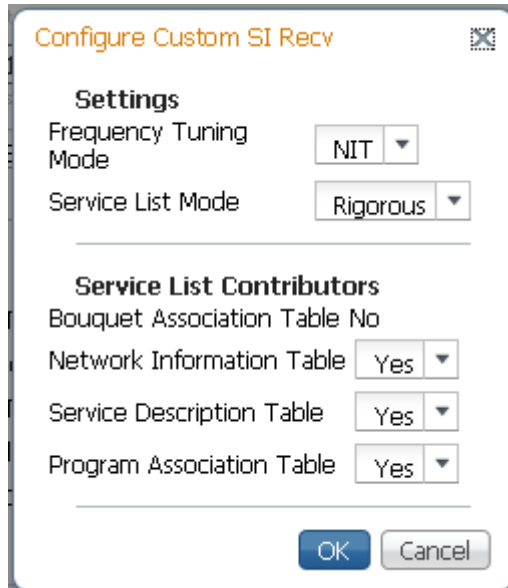 Configure Custom SI Recv
Settings
Frequency Tuning
Mode
NIT
Service List Mode
Rigorous
Service List Contributors
Bouquet Association Table No
Network Information Table Yes
Service Description Table Yes
Program Association Table Yes
OK Cancel